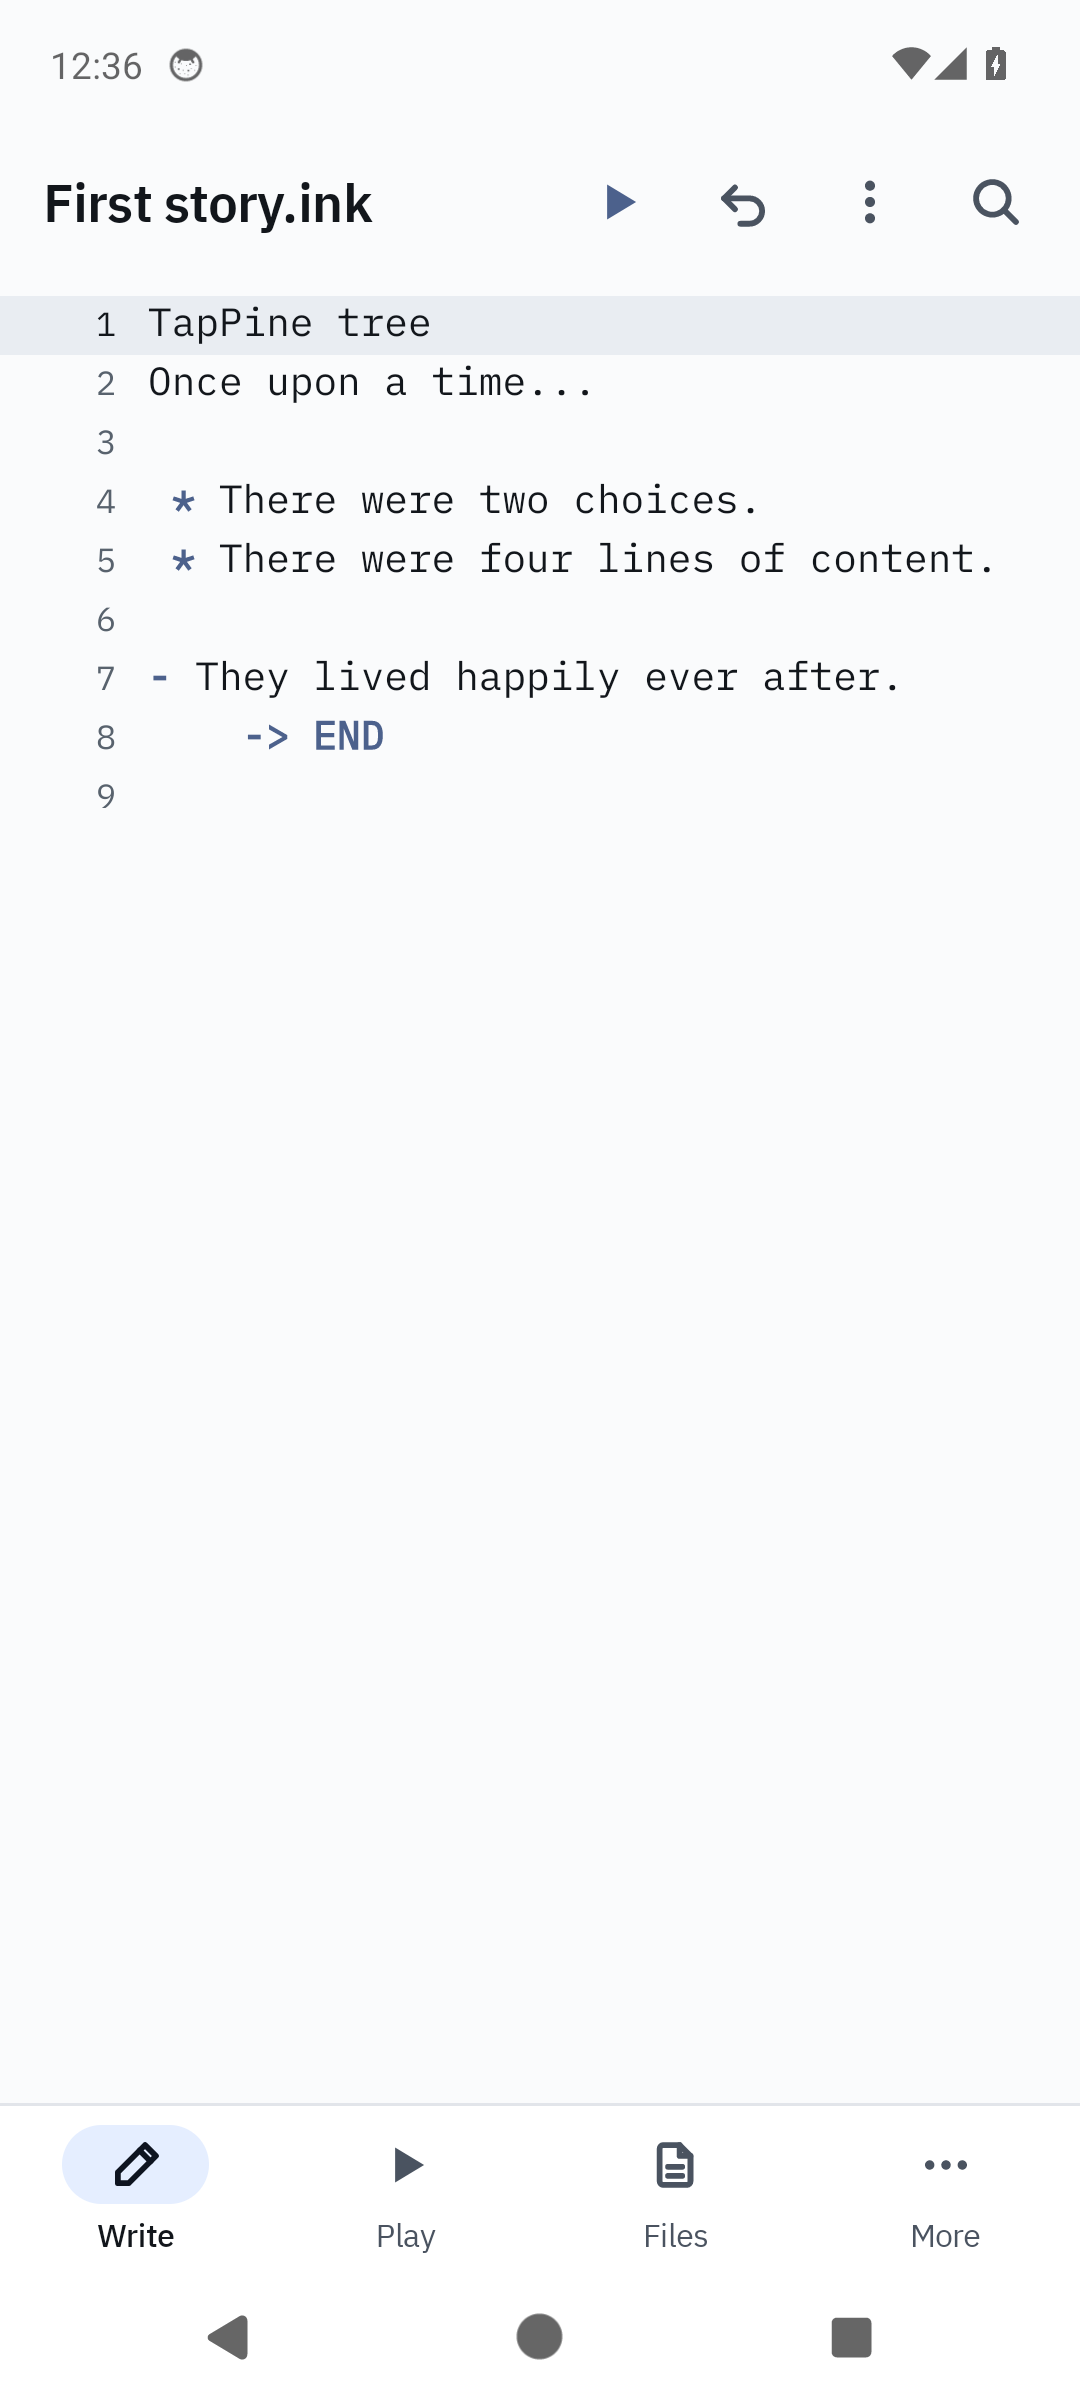 12:36
First story.ink
1 TapPine tree
2 Once upon a time...
3
4 * There were two choices.
5 * There were four lines of content.
6
7 - They lived happily ever after.
8 -> END
9
Write Play Files More